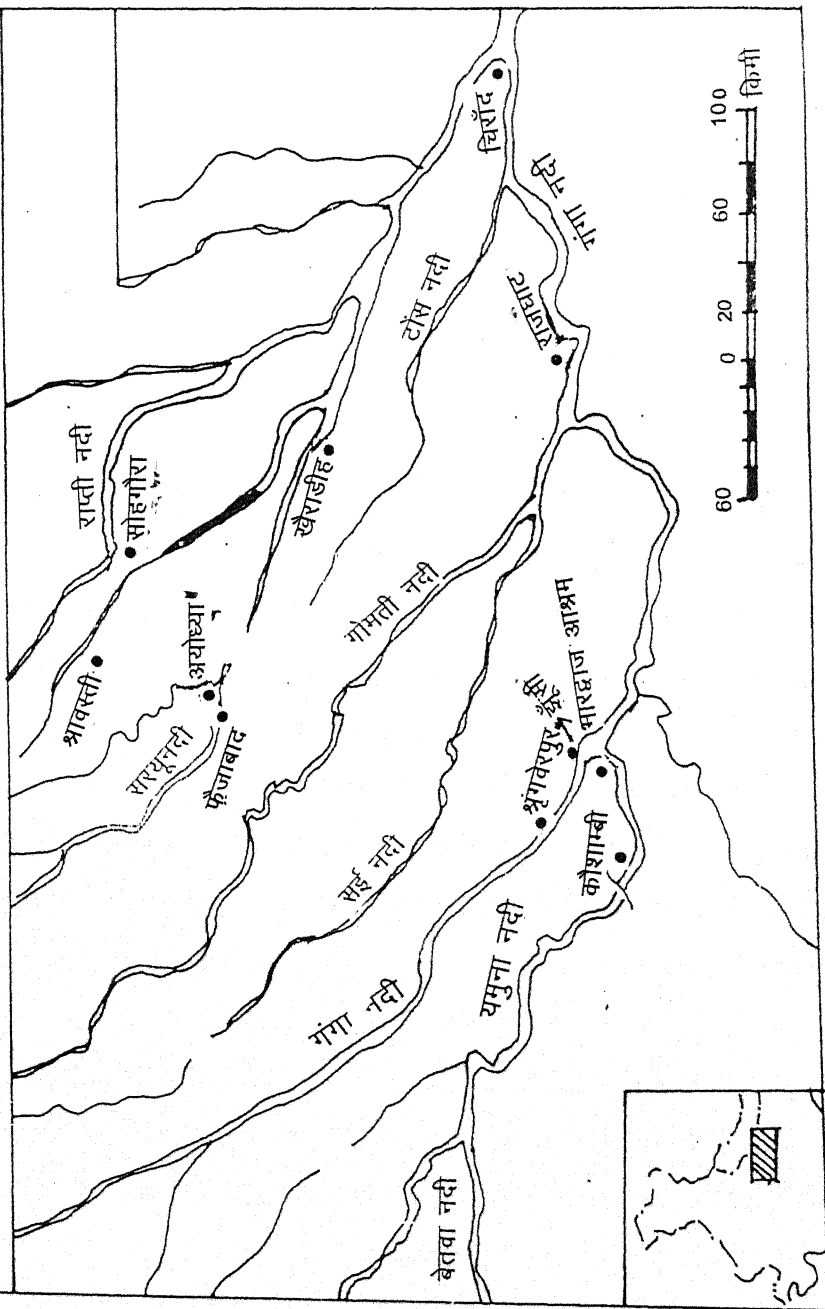 राप्ती नदी
सोहगौरा
श्रावस्ती
अयोध्या
सरयू नदी
फ़ैजाबाद
खैराडीह
टोंस नदी
चिराँद
गंगा नदी
राजघाट
गोमती नदी
सई नदी
गंगा नदी
श्रृंगवेरपुर
झूंसी
भारद्वाज आश्रम
कौशाम्बी
यमुना नदी
बेतवा नदी
60 0 20 60 100
किमी